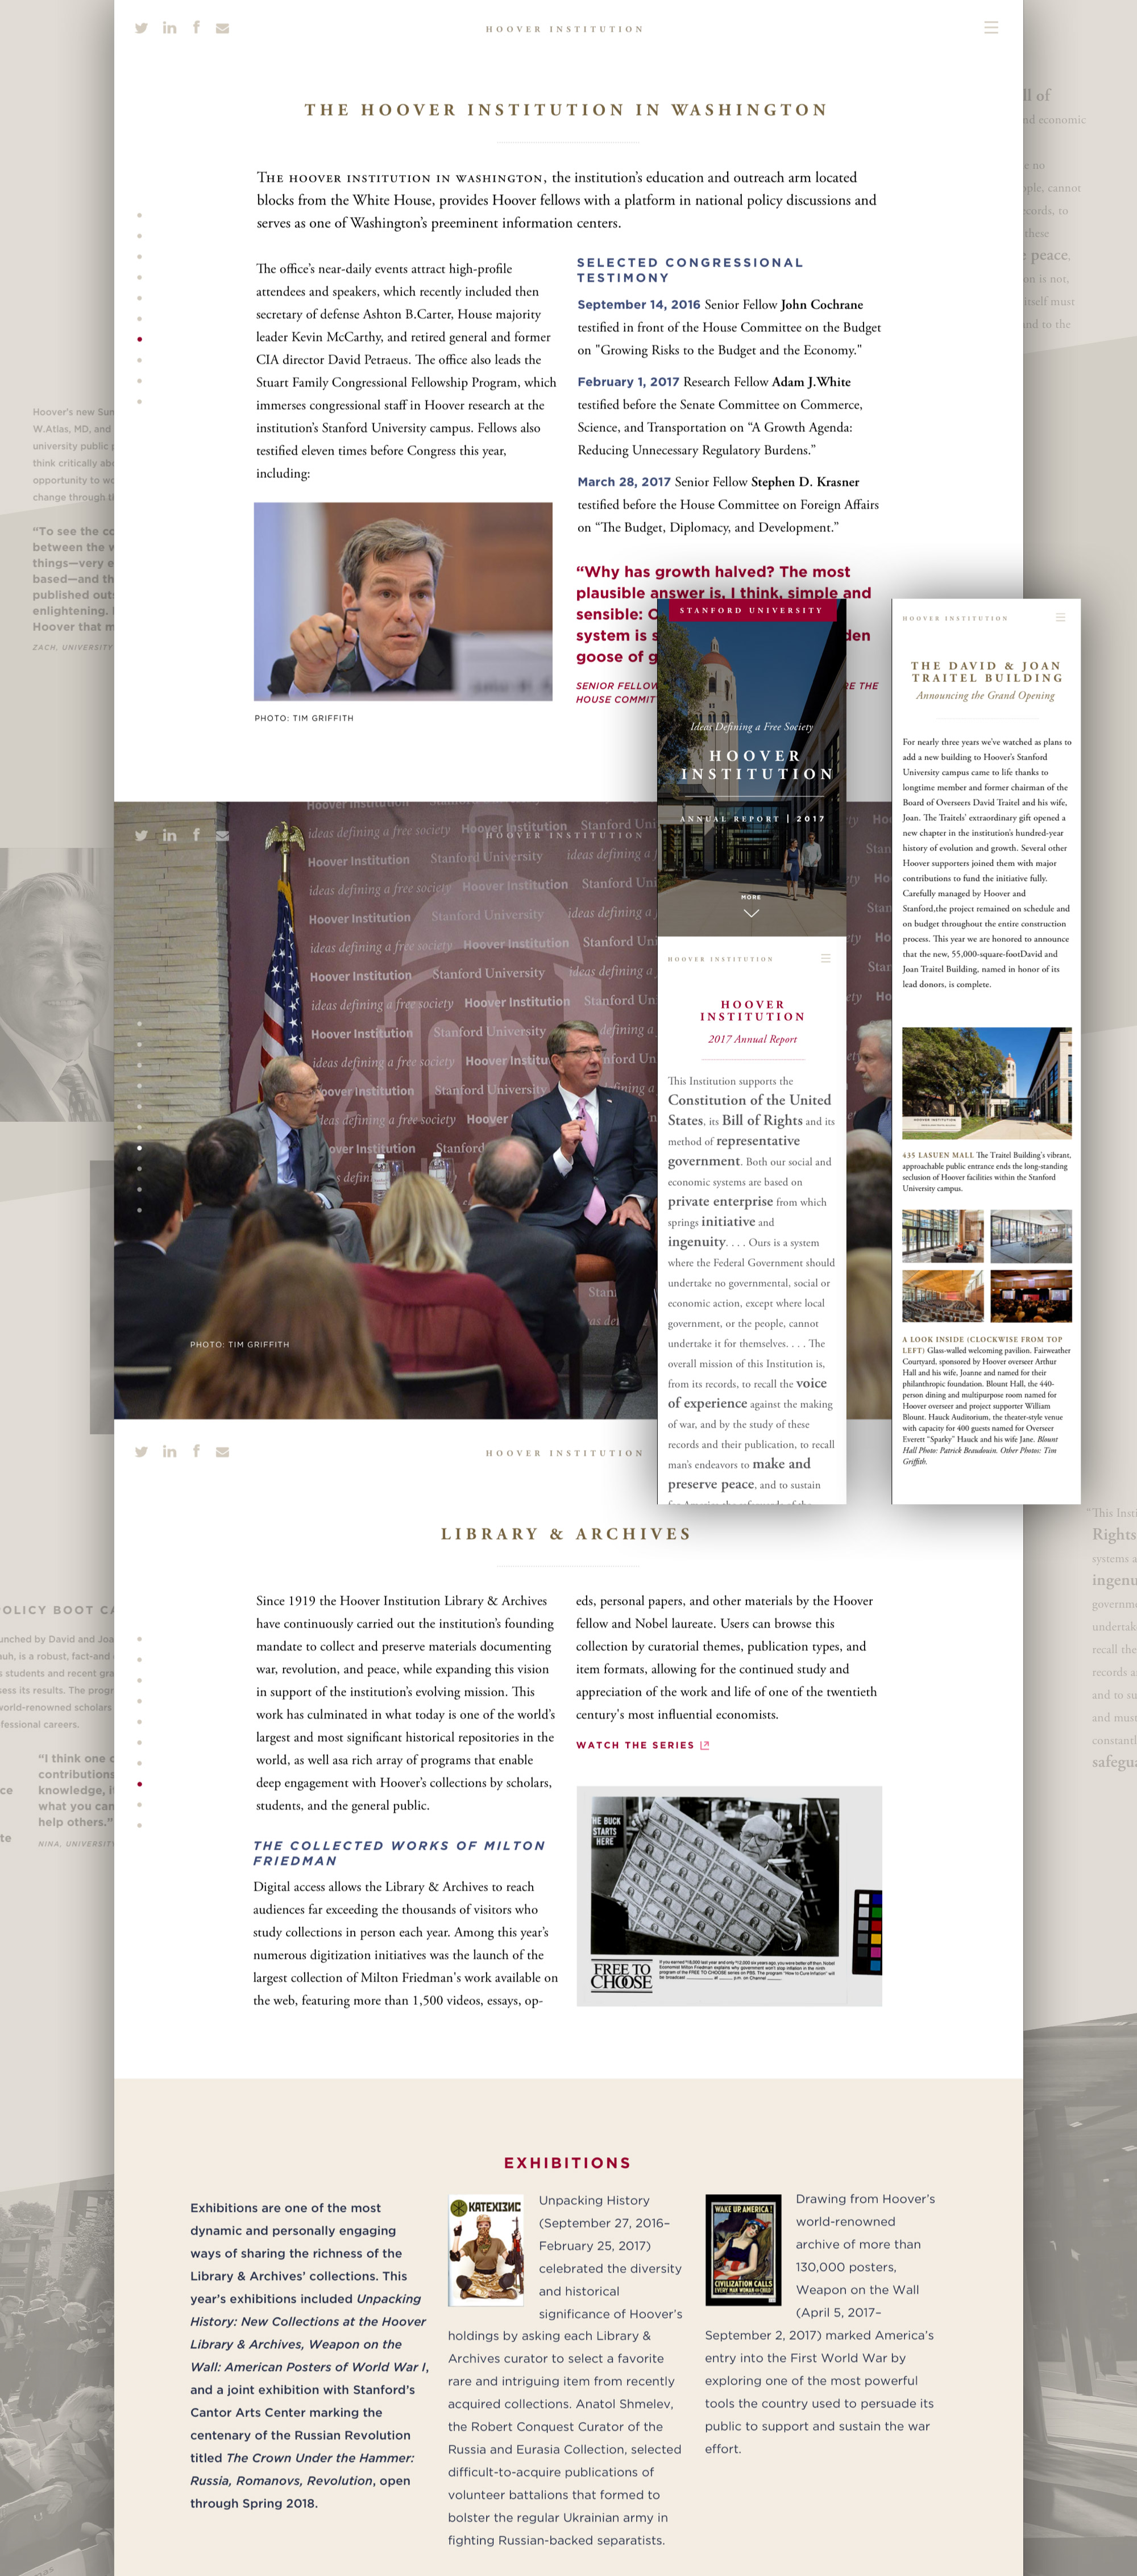 HOOVER INSTITUTION
THE HOOVER INSTITUTION IN WASHINGTON
THE HOOVER INSTITUTION IN WASHINGTON, the institution's education and outreach arm located
blocks from the White House, provides Hoover fellows with a platform in national policy discussions and
serves as one of Washington's preeminent information centers.
The office's near-daily events attract high-profile
attendees and speakers, which recently included then
secretary of defense Ashton B.Carter, House majority
leader Kevin McCarthy, and retired general and former
CIA director David Petraeus. The office also leads the
Stuart Family Congressional Fellowship Program, which
immerses congressional staff in Hoover research at the
institution's Stanford University campus. Fellows also
testified eleven times before Congress this year,
including:
PHOTO: TIM GRIFFITH
SELECTED CONGRESSIONAL
TESTIMONY
September 14, 2016 Senior Fellow John Cochrane
testified in front of the House Committee on the Budget
on "Growing Risks to the Budget and the Economy."
February 1, 2017 Research Fellow Adam J.White
testified before the Senate Committee on Commerce,
Science, and Transportation on “A Growth Agenda:
Reducing Unnecessary Regulatory Burdens.”
March 28, 2017 Senior Fellow Stephen D. Krasner
testified before the House Committee on Foreign Affairs
on “The Budget, Diplomacy, and Development.”
“Why has growth halved? The most
plausible answer is, I think, simple and
sensible:
system is
goose of
SENIOR FELLOW
THE
HOUSE
STANFORD UNIVERSITY
Ideas Defining a Free Society
HOOVER
INSTITUTION
ANNUAL REPORT | 2017
MORE
HOOVER INSTITUTION
HOOVER
INSTITUTION
2017 Annual Report
This Institution supports the
Constitution of the United
States, its Bill of Rights and its
method of representative
government. Both our social and
economic systems are based on
private enterprise from which
springs initiative and
ingenuity. . . . Ours is a system
where the Federal Government should
undertake no governmental, social or
economic action, except where local
government, or the people, cannot
undertake it for themselves. . . . The
overall mission of this Institution is,
from its records, to recall the voice
of experience against the making
of war, and by the study of these
records and their publication, to recall
man's endeavors to make and
preserve peace, and to sustain
HOOVER INSTITUTION
THE DAVID & JOAN
TRAITEL BUILDING
Announcing the Grand Opening
For nearly three years we've watched as plans to
add a new building to Hoover's Stanford
University campus came to life thanks to
longtime member and former chairman of the
Board of Overseers David Traitel and his wife,
Joan. The Traitels' extraordinary gift opened a
new chapter in the institution's hundred-year
history of evolution and growth. Several other
Hoover supporters joined them with major
contributions to fund the initiative fully.
Carefully managed by Hoover and
Stanford,the project remained on schedule and
on budget throughout the entire construction
process. This year we are honored to announce
that the new, 55,000-square-footDavid and
Joan Traitel Building, named in honor of its
lead donors, is complete.
435 LASUEN MALL The Traitel Building's vibrant,
approachable public entrance ends the long-standing
seclusion of Hoover facilities within the Stanford
University campus.
A LOOK INSIDE (CLOCKWISE FROM TOP
LEFT) Glass-walled welcoming pavilion. Fairweather
Courtyard, sponsored by Hoover overseer Arthur
Hall and his wife, Joanne and named for their
philanthropic foundation. Blount Hall, the 440-
person dining and multipurpose room named for
Hoover overseer and project supporter William
Blount. Hauck Auditorium, the theater-style venue
with capacity for 400 guests named for Overseer
Everett “Sparky” Hauck and his wife Jane. Blount
Hall Photo: Patrick Beaudouin. Other Photos: Tim
Griffith.
HOOVER INSTITUTION
ideas defining a free society Hoover Institution
Hoover Institution Stanford University ideas defining a
ideas defining a free society Hoover Institution Stanford
Hoover Institution Stanford University ideas defining a
ideas defining a free society Hoover Institution Stanford
Hoover Institution Stanford University ideas defining a
ideas defining a free society Hoover Institution Stanford
Hoover Institution Stanford University
PHOTO: TIM GRIFFITH
HOOVER INSTITUTION
LIBRARY & ARCHIVES
Since 1919 the Hoover Institution Library & Archives
have continuously carried out the institution's founding
mandate to collect and preserve materials documenting
war, revolution, and peace, while expanding this vision
in support of the institution's evolving mission. This
work has culminated in what today is one of the world's
largest and most significant historical repositories in the
world, as well asa rich array of programs that enable
deep engagement with Hoover's collections by scholars,
students, and the general public.
THE COLLECTED WORKS OF MILTON
FRIEDMAN
Digital access allows the Library & Archives to reach
audiences far exceeding the thousands of visitors who
study collections in person each year. Among this year's
numerous digitization initiatives was the launch of the
largest collection of Milton Friedman's work available on
the web, featuring more than 1,500 videos, essays, op-
eds, personal papers, and other materials by the Hoover
fellow and Nobel laureate. Users can browse this
collection by curatorial themes, publication types, and
item formats, allowing for the continued study and
appreciation of the work and life of one of the twentieth
century's most influential economists.
WATCH THE SERIES
THE BUCK
STARTS
HERE
FREE TO
CHOOSE
EXHIBITIONS
Exhibitions are one of the most
dynamic and personally engaging
ways of sharing the richness of the
Library & Archives' collections. This
year's exhibitions included Unpacking
History: New Collections at the Hoover
Library & Archives, Weapon on the
Wall: American Posters of World War I,
and a joint exhibition with Stanford's
Cantor Arts Center marking the
centenary of the Russian Revolution
titled The Crown Under the Hammer:
Russia, Romanovs, Revolution, open
through Spring 2018.
КАТЕХІЗИС
Unpacking History
(September 27, 2016–
February 25, 2017)
celebrated the diversity
and historical
significance of Hoover's
holdings by asking each Library &
Archives curator to select a favorite
rare and intriguing item from recently
acquired collections. Anatol Shmelev,
the Robert Conquest Curator of the
Russia and Eurasia Collection, selected
difficult-to-acquire publications of
volunteer battalions that formed to
bolster the regular Ukrainian army in
fighting Russian-backed separatists.
WAKE UP AMERICA!
CIVILIZATION CALLS
EVERY MAN WOMAN AND CHILD!
Drawing from Hoover's
world-renowned
archive of more than
130,000 posters,
Weapon on the Wall
(April 5, 2017–
September 2, 2017) marked America's
entry into the First World War by
exploring one of the most powerful
tools the country used to persuade its
public to support and sustain the war
effort.